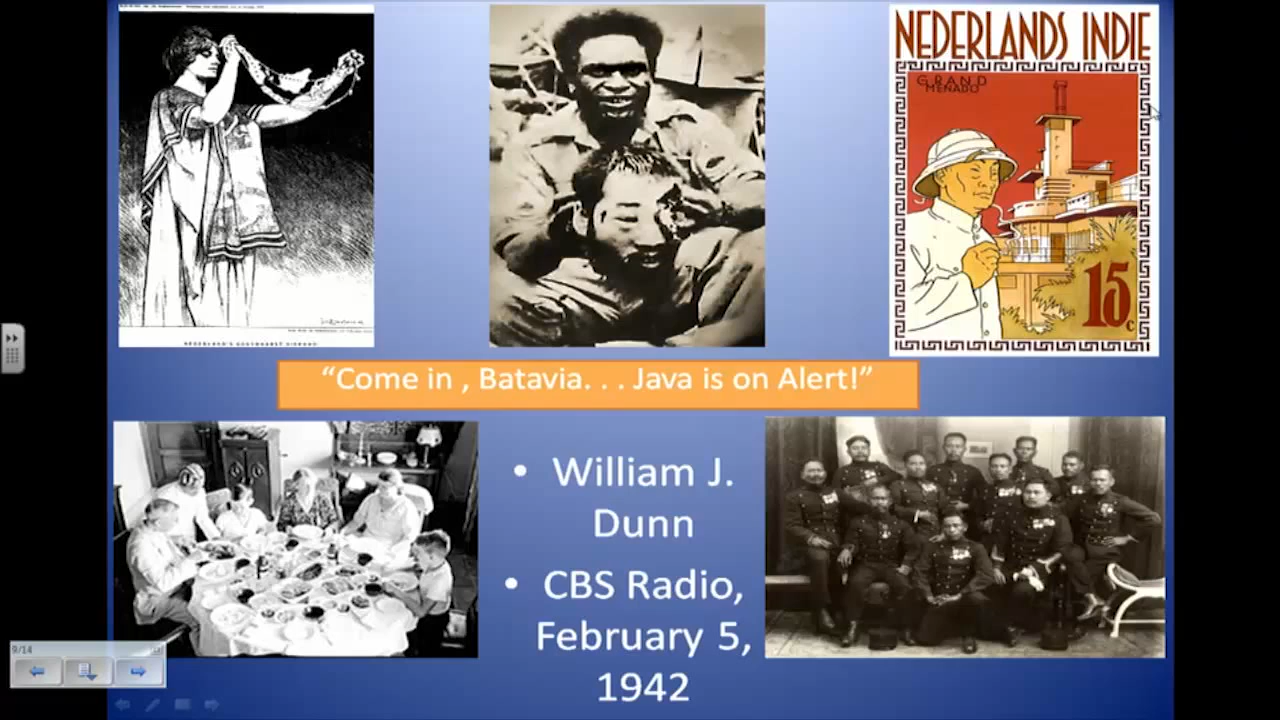 NEDERLANDS INDIE
GRAND
MENADO
15
c
"Come in , Batavia. . . Java is on Alert!"
• William J.
Dunn
• CBS Radio,
February 5,
1942
9/14